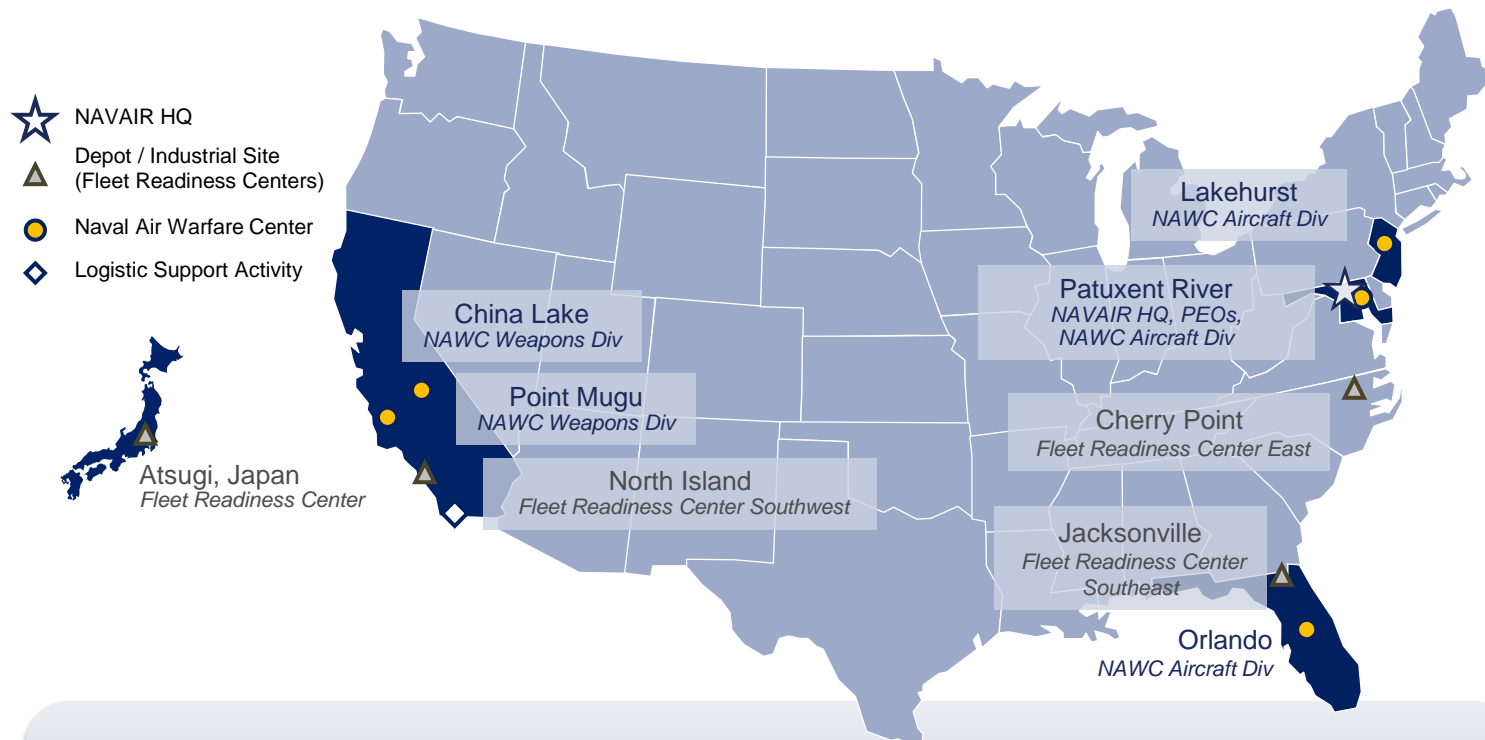 NAVAIR HQ
Depot / Industrial Site
(Fleet Readiness Centers)
Naval Air Warfare Center
Logistic Support Activity
Lakehurst
NAWC Aircraft Div
Patuxent River
NAVAIR HQ, PEOs,
NAWC Aircraft Div
China Lake
NAWC Weapons Div
Point Mugu
NAWC Weapons Div
Cherry Point
Fleet Readiness Center East
Atsugi, Japan
Fleet Readiness Center
North Island
Fleet Readiness Center Southwest
Jacksonville
Fleet Readiness Center
Southeast
Orlando
NAWC Aircraft Div